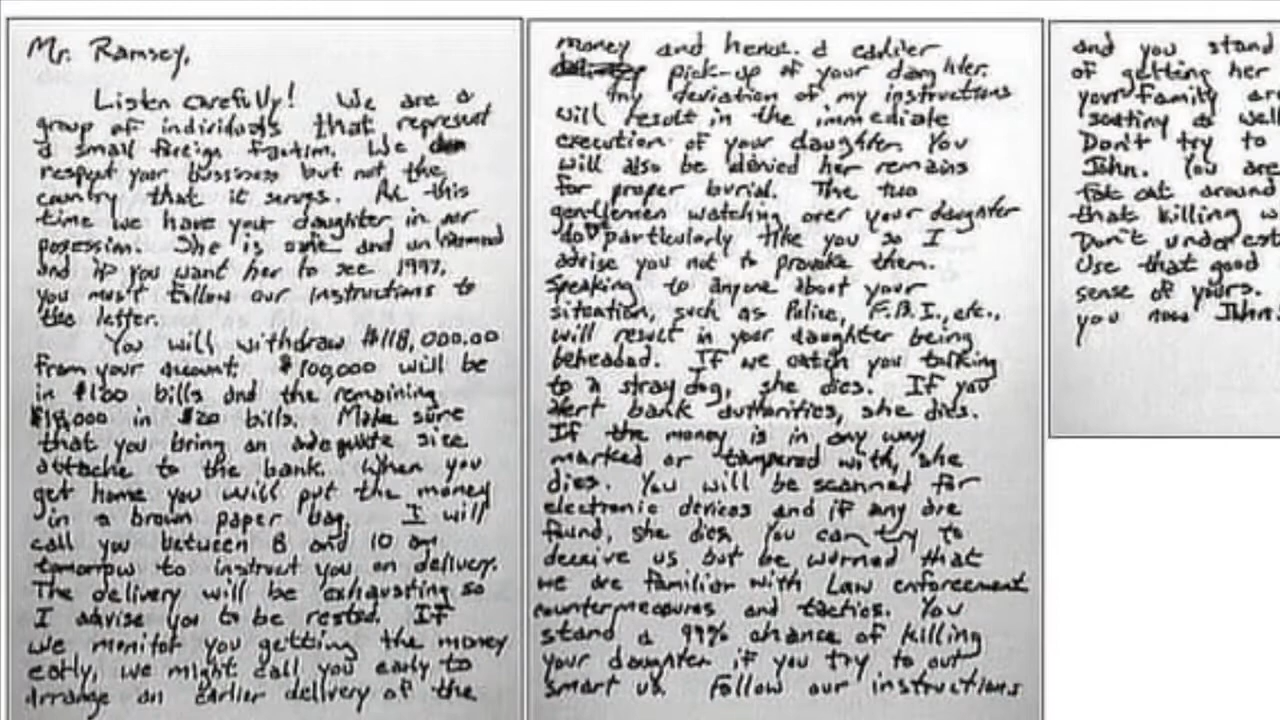 Mr. Ramsey,
Listen carefully! We are a
group of individuals that represent
a small foreign faction. We
respect your bussiness but not the
country that it serves. At this
time we have your daughter in our
posession. She is safe and unharmed
and if you want her to see 1997,
you must follow our instructions to
the letter.
You will withdraw $118,000.00
from your account. $100,000 will be
in $100 bills and the remaining
$18,000 in $20 bills. Make sure
that you bring an adequate size
attache to the bank. When you
get home you will put the money
in a brown paper bag. I will
call you between 8 and 10 am
tomorrow to instruct you on delivery.
The delivery will be exhausting so
I advise you to be rested. If
we monitor you getting the money
early, we might call you early to
arrange an earlier delivery of the
money and hence. a earlier
delivery pick-up of your daughter.
Any deviation of my instructions
will result in the immediate
execution of your daughter. You
will also be denied her remains
for proper burial. The two
gentlemen watching over your daughter
do particularly like you so I
advise you not to provoke them.
Speaking to anyone about your
situation, such as Police, F.B.I., etc.,
will result in your daughter being
beheaded. If we catch you talking
to a stray dog, she dies. If you
alert bank authorities, she dies.
If the money is in any way
marked or tampered with, she
dies. You will be scanned for
electronic devices and if any are
found, she dies. You can try to
deceive us but be warned that
we are familiar with Law enforcement
countermeasures and tactics. You
stand a 99% chance of killing
your daughter if you try to out
smart us. Follow our instructions
and you stand
of getting her
your family are
scutiny as well
Don't try to
John. You are
fat cat around
that killing w
Don't underest
Use that good
sense of yours.
you now John!